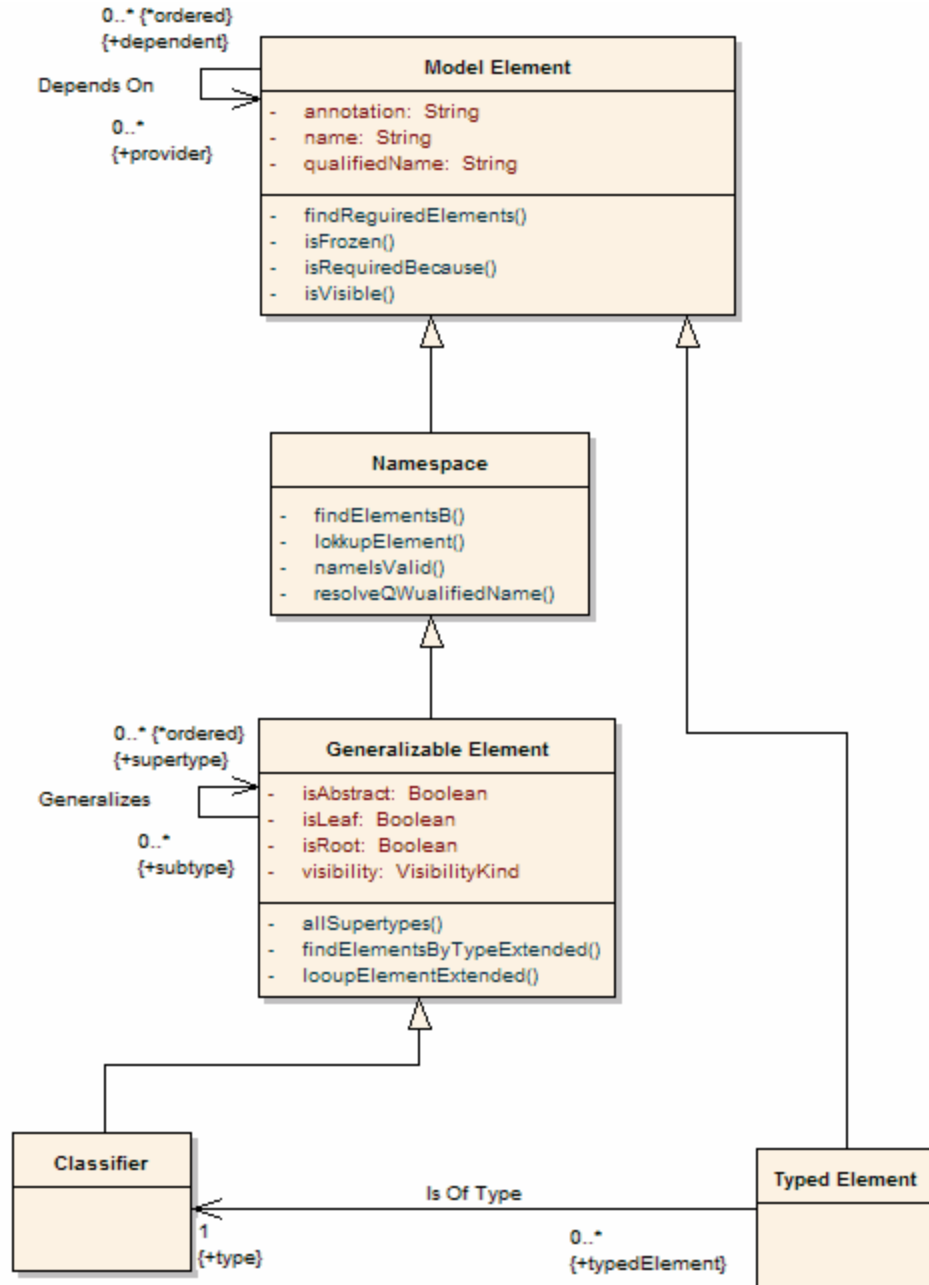 0..* {*ordered}
{+dependent}
Depends On
0..*
{+provider}
Model Element
- annotation: String
- name: String
- qualifiedName: String
- findReguiredElements()
- isFrozen()
- isRequiredBecause()
- isVisible()
Namespace
- findElementsB()
- lokkupElement()
- nameIsValid()
- resolveQWualifiedName()
0..* {*ordered}
{+supertype}
Generalizes
0..*
{+subtype}
Generalizable Element
- isAbstract: Boolean
- isLeaf: Boolean
- isRoot: Boolean
- visibility: VisibilityKind
- allSupertypes()
- findElementsByTypeExtended()
- looupElementExtended()
Classifier
Is Of Type
1
{+type}
0..*
{+typedElement}
Typed Element